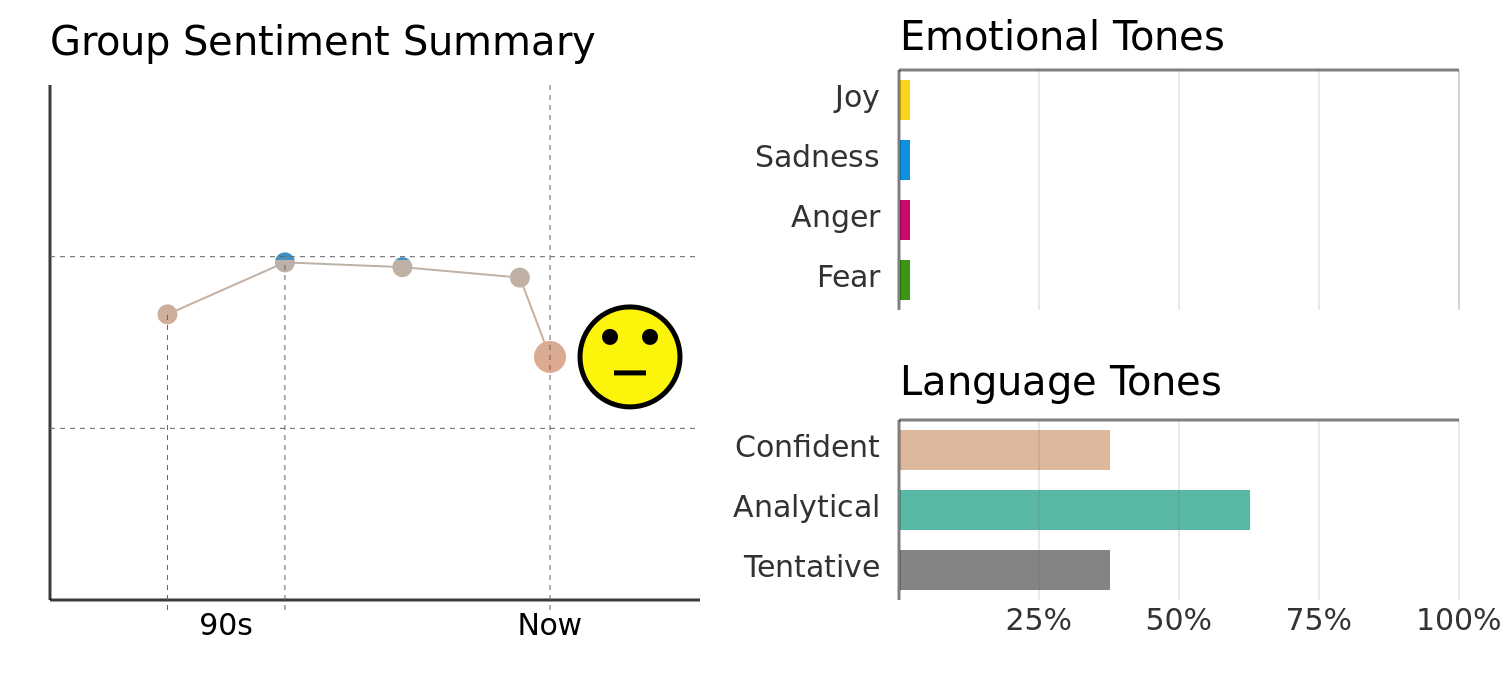 Group Sentiment Summary
90s
Now
Emotional Tones
Joy
Sadness
Anger
Fear
Language Tones
Confident
Analytical
Tentative
25% 50% 75% 100%